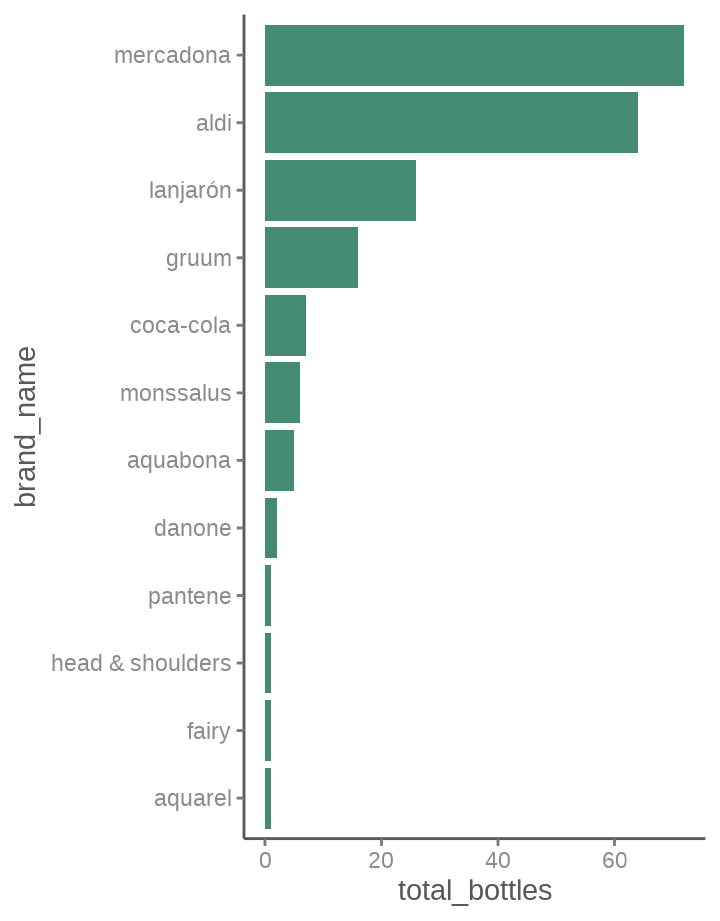 mercadona
aldi
lanjarón
gruum
coca-cola
monssalus
aquabona
danone
pantene
head & shoulders
fairy
aquarel
brand_name
0 20 40 60
total_bottles